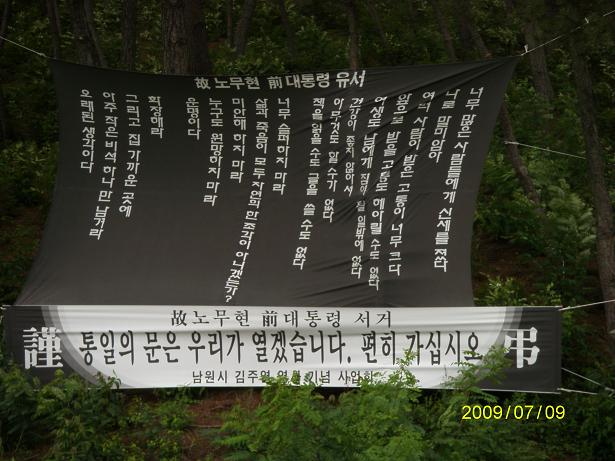 故 노무현 前 대통령 유서
너무 많은 사람들에게 신세를 졌다
나로 말미암아
여러 사람이 받은 고통이 너무 크다
앞으로 받을 고통도 헤아릴 수도 없다
여생도 남에게 짐이 될 일밖에 없다
건강이 좋지 않아서
아무것도 할 수가 없다
책을 읽을 수도 글을 쓸 수도 없다
너무 슬퍼하지 마라
삶과 죽음이 모두 자연의 한 조각이 아니겠는가?
미안해 하지 마라
누구도 원망하지 마라
운명이다
화장해라
그리고 집 가까운 곳에
아주 작은 비석 하나만 남겨라
오래된 생각이다
故 노무현 前 대통령 서거
謹 통일의 문은 우리가 열겠습니다. 편히 가십시오 弔
남원시 김주열 열사 기념 사업회
2009/07/09